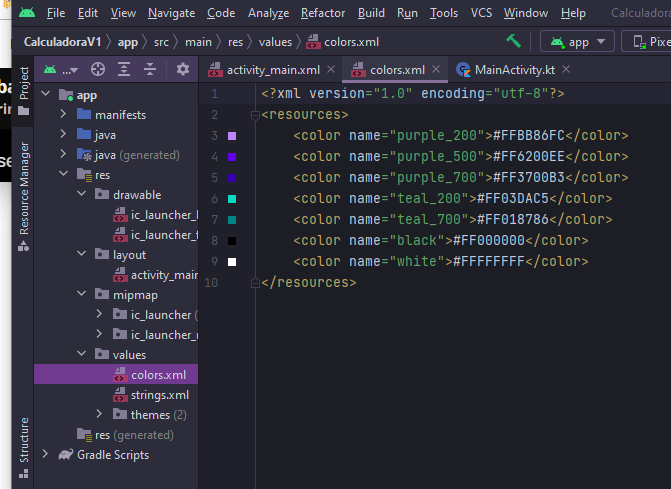 File Edit View Navigate Code Analyze Refactor Build Run Tools VCS Window Help Calculadora
CalculadoraV1 app src main res values colors.xml app Pixe
...
activity_main.xml colors.xml MainActivity.kt
Project
Resource Manager
Structure
app
manifests
java
java (generated)
res
drawable
ic_launcher_
ic_launcher_
layout
activity_main
mipmap
ic_launcher (
ic_launcher_
values
colors.xml
strings.xml
themes (2)
res (generated)
Gradle Scripts
1 <?xml version="1.0" encoding="utf-8"?>
2 <resources>
3 <color name="purple_200">#FFBB86FC</color>
4 <color name="purple_500">#FF6200EE</color>
5 <color name="purple_700">#FF3700B3</color>
6 <color name="teal_200">#FF03DAC5</color>
7 <color name="teal_700">#FF018786</color>
8 <color name="black">#FF000000</color>
9 <color name="white">#FFFFFFFF</color>
10 </resources>